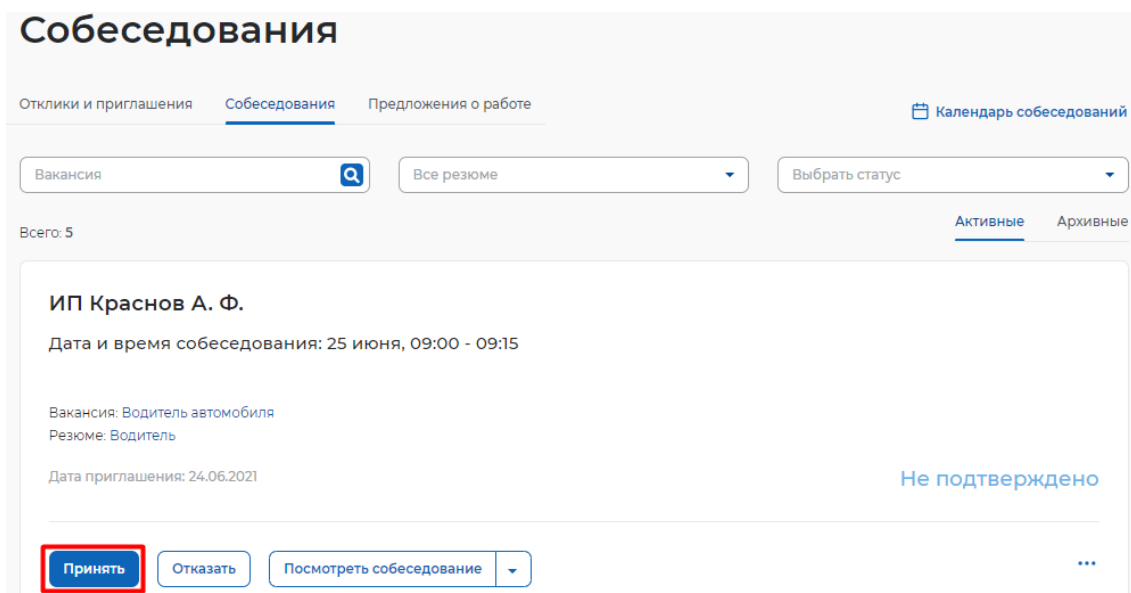 Собеседования
Отклики и приглашения Собеседования Предложения о работе
Календарь собеседований
Вакансия Все резюме Выбрать статус
Всего: 5 Активные Архивные
ИП Краснов А. Ф.
Дата и время собеседования: 25 июня, 09:00 - 09:15
Вакансия: Водитель автомобиля
Резюме: Водитель
Дата приглашения: 24.06.2021 Не подтверждено
Принять Отказать Посмотреть собеседование